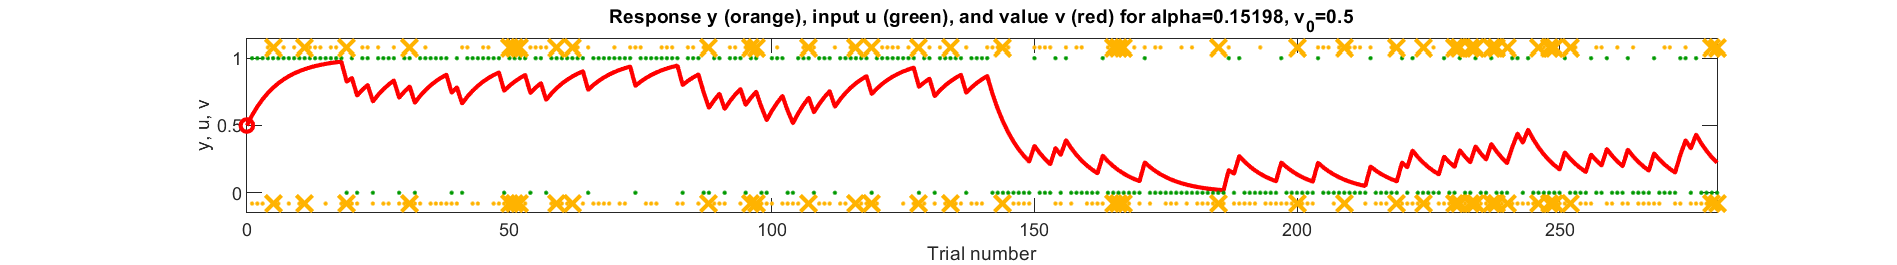 Response y (orange), input u (green), and value v (red) for alpha=0.15198, v0=0.5
y, u, v
1
0.5
0
0 50 100 150 200 250
Trial number